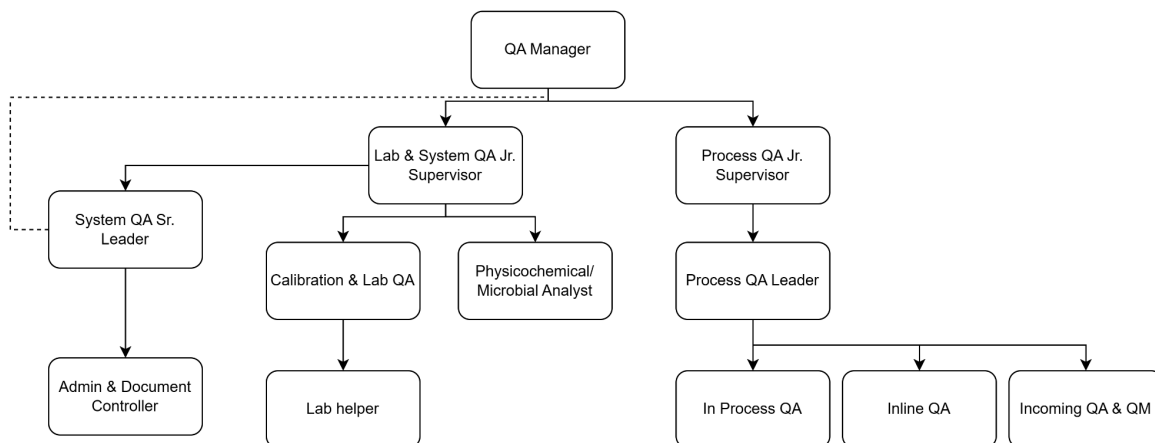 QA Manager
Lab & System QA Jr.
Supervisor
Process QA Jr.
Supervisor
System QA Sr.
Leader
Calibration & Lab QA
Physicochemical/
Microbial Analyst
Process QA Leader
Admin & Document
Controller
Lab helper
In Process QA
Inline QA
Incoming QA & QM